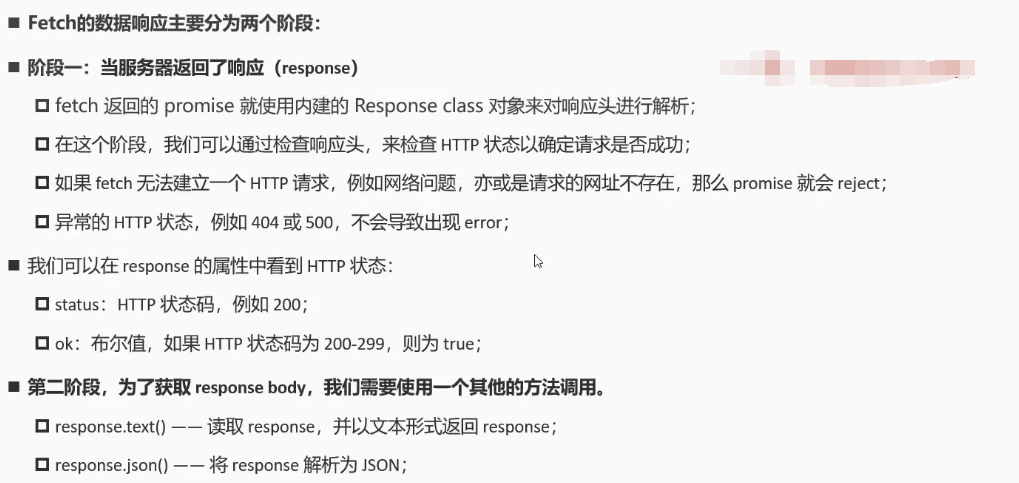 Fetch的数据响应主要分为两个阶段：
阶段一：当服务器返回了响应（response）
fetch 返回的 promise 就使用内建的 Response class 对象来对响应头进行解析；
在这个阶段，我们可以通过检查响应头，来检查 HTTP 状态以确定请求是否成功；
如果 fetch 无法建立一个 HTTP 请求，例如网络问题，亦或是请求的网址不存在，那么 promise 就会 reject；
异常的 HTTP 状态，例如 404 或 500，不会导致出现 error；
我们可以在 response 的属性中看到 HTTP 状态：
status：HTTP 状态码，例如 200；
ok：布尔值，如果 HTTP 状态码为 200-299，则为 true；
第二阶段，为了获取 response body，我们需要使用一个其他的方法调用。
response.text() —— 读取 response，并以文本形式返回 response；
response.json() —— 将 response 解析为 JSON；